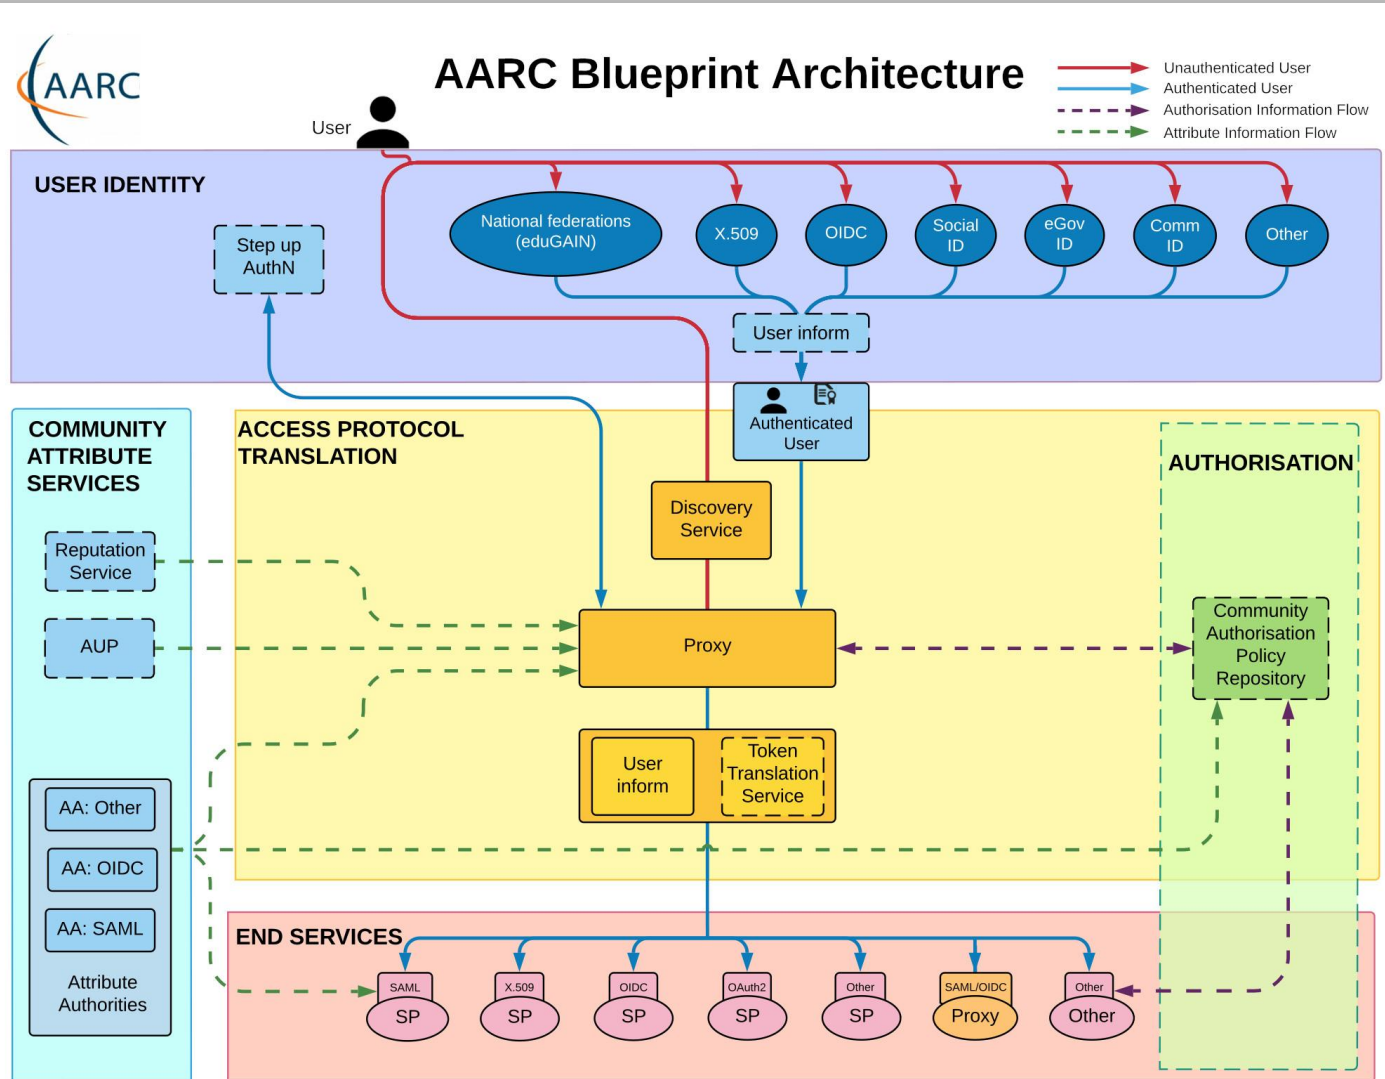 AARC
AARC Blueprint Architecture
Unauthenticated User
Authenticated User
Authorisation Information Flow
Attribute Information Flow
User
USER IDENTITY
Step up
AuthN
National federations
(eduGAIN)
X.509
OIDC
Social
ID
eGov
ID
Comm
ID
Other
User inform
Authenticated
User
COMMUNITY
ATTRIBUTE
SERVICES
Reputation
Service
AUP
AA: Other
AA: OIDC
AA: SAML
Attribute
Authorities
ACCESS PROTOCOL
TRANSLATION
Discovery
Service
Proxy
User
inform
Token
Translation
Service
AUTHORISATION
Community
Authorisation
Policy
Repository
END SERVICES
SAML
SP
X.509
SP
OIDC
SP
OAuth2
SP
Other
SP
SAML/OIDC
Proxy
Other
Other